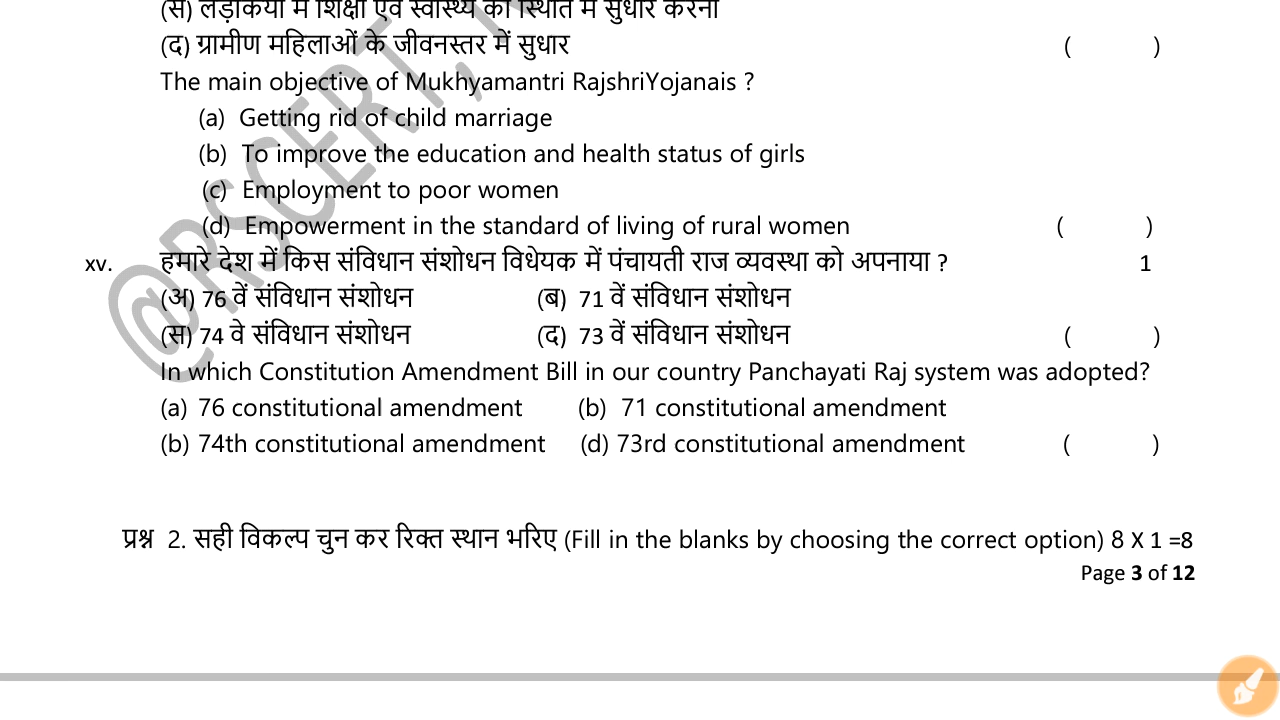 (स) लड़कियों में शिक्षा एवं स्वास्थ्य की स्थिति में सुधार करना
(द) ग्रामीण महिलाओं के जीवनस्तर में सुधार ( )
The main objective of Mukhyamantri RajshriYojanais ?
(a) Getting rid of child marriage
(b) To improve the education and health status of girls
(c) Employment to poor women
(d) Empowerment in the standard of living of rural women ( )
xv. हमारे देश में किस संविधान संशोधन विधेयक में पंचायती राज व्यवस्था को अपनाया ? 1
(अ) 76 वें संविधान संशोधन (ब) 71 वें संविधान संशोधन
(स) 74 वे संविधान संशोधन (द) 73 वें संविधान संशोधन ( )
In which Constitution Amendment Bill in our country Panchayati Raj system was adopted?
(a) 76 constitutional amendment (b) 71 constitutional amendment
(b) 74th constitutional amendment (d) 73rd constitutional amendment ( )
प्रश्न 2. सही विकल्प चुन कर रिक्त स्थान भरिए (Fill in the blanks by choosing the correct option) 8 X 1 =8
Page 3 of 12
@RSCERT,